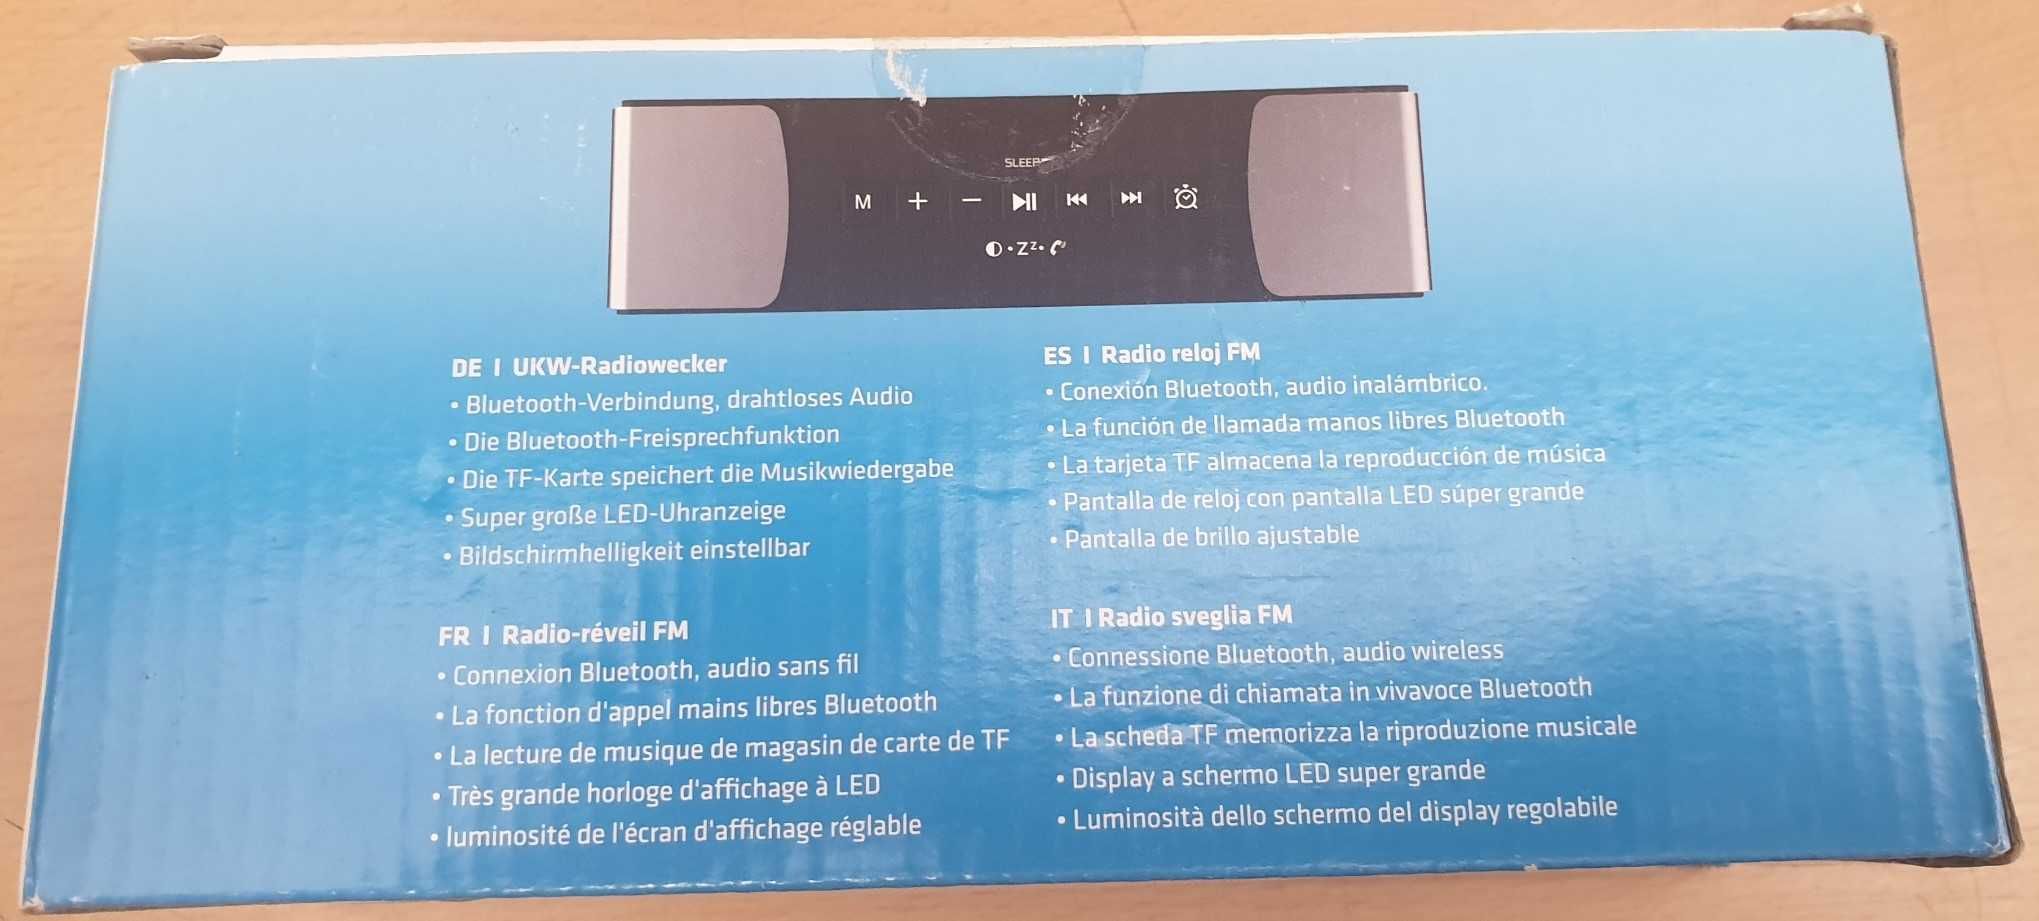 SLEEP
M + −
Zz
DE | UKW-Radiowecker
• Bluetooth-Verbindung, drahtloses Audio
• Die Bluetooth-Freisprechfunktion
• Die TF-Karte speichert die Musikwiedergabe
• Super große LED-Uhranzeige
• Bildschirmhelligkeit einstellbar
ES | Radio reloj FM
• Conexión Bluetooth, audio inalámbrico.
• La función de llamada manos libres Bluetooth
• La tarjeta TF almacena la reproducción de música
• Pantalla de reloj con pantalla LED súper grande
• Pantalla de brillo ajustable
FR | Radio-réveil FM
• Connexion Bluetooth, audio sans fil
• La fonction d'appel mains libres Bluetooth
• La lecture de musique de magasin de carte de TF
• Très grande horloge d'affichage à LED
• luminosité de l'écran d'affichage réglable
IT | Radio sveglia FM
• Connessione Bluetooth, audio wireless
• La funzione di chiamata in vivavoce Bluetooth
• La scheda TF memorizza la riproduzione musicale
• Display a schermo LED super grande
• Luminosità dello schermo del display regolabile